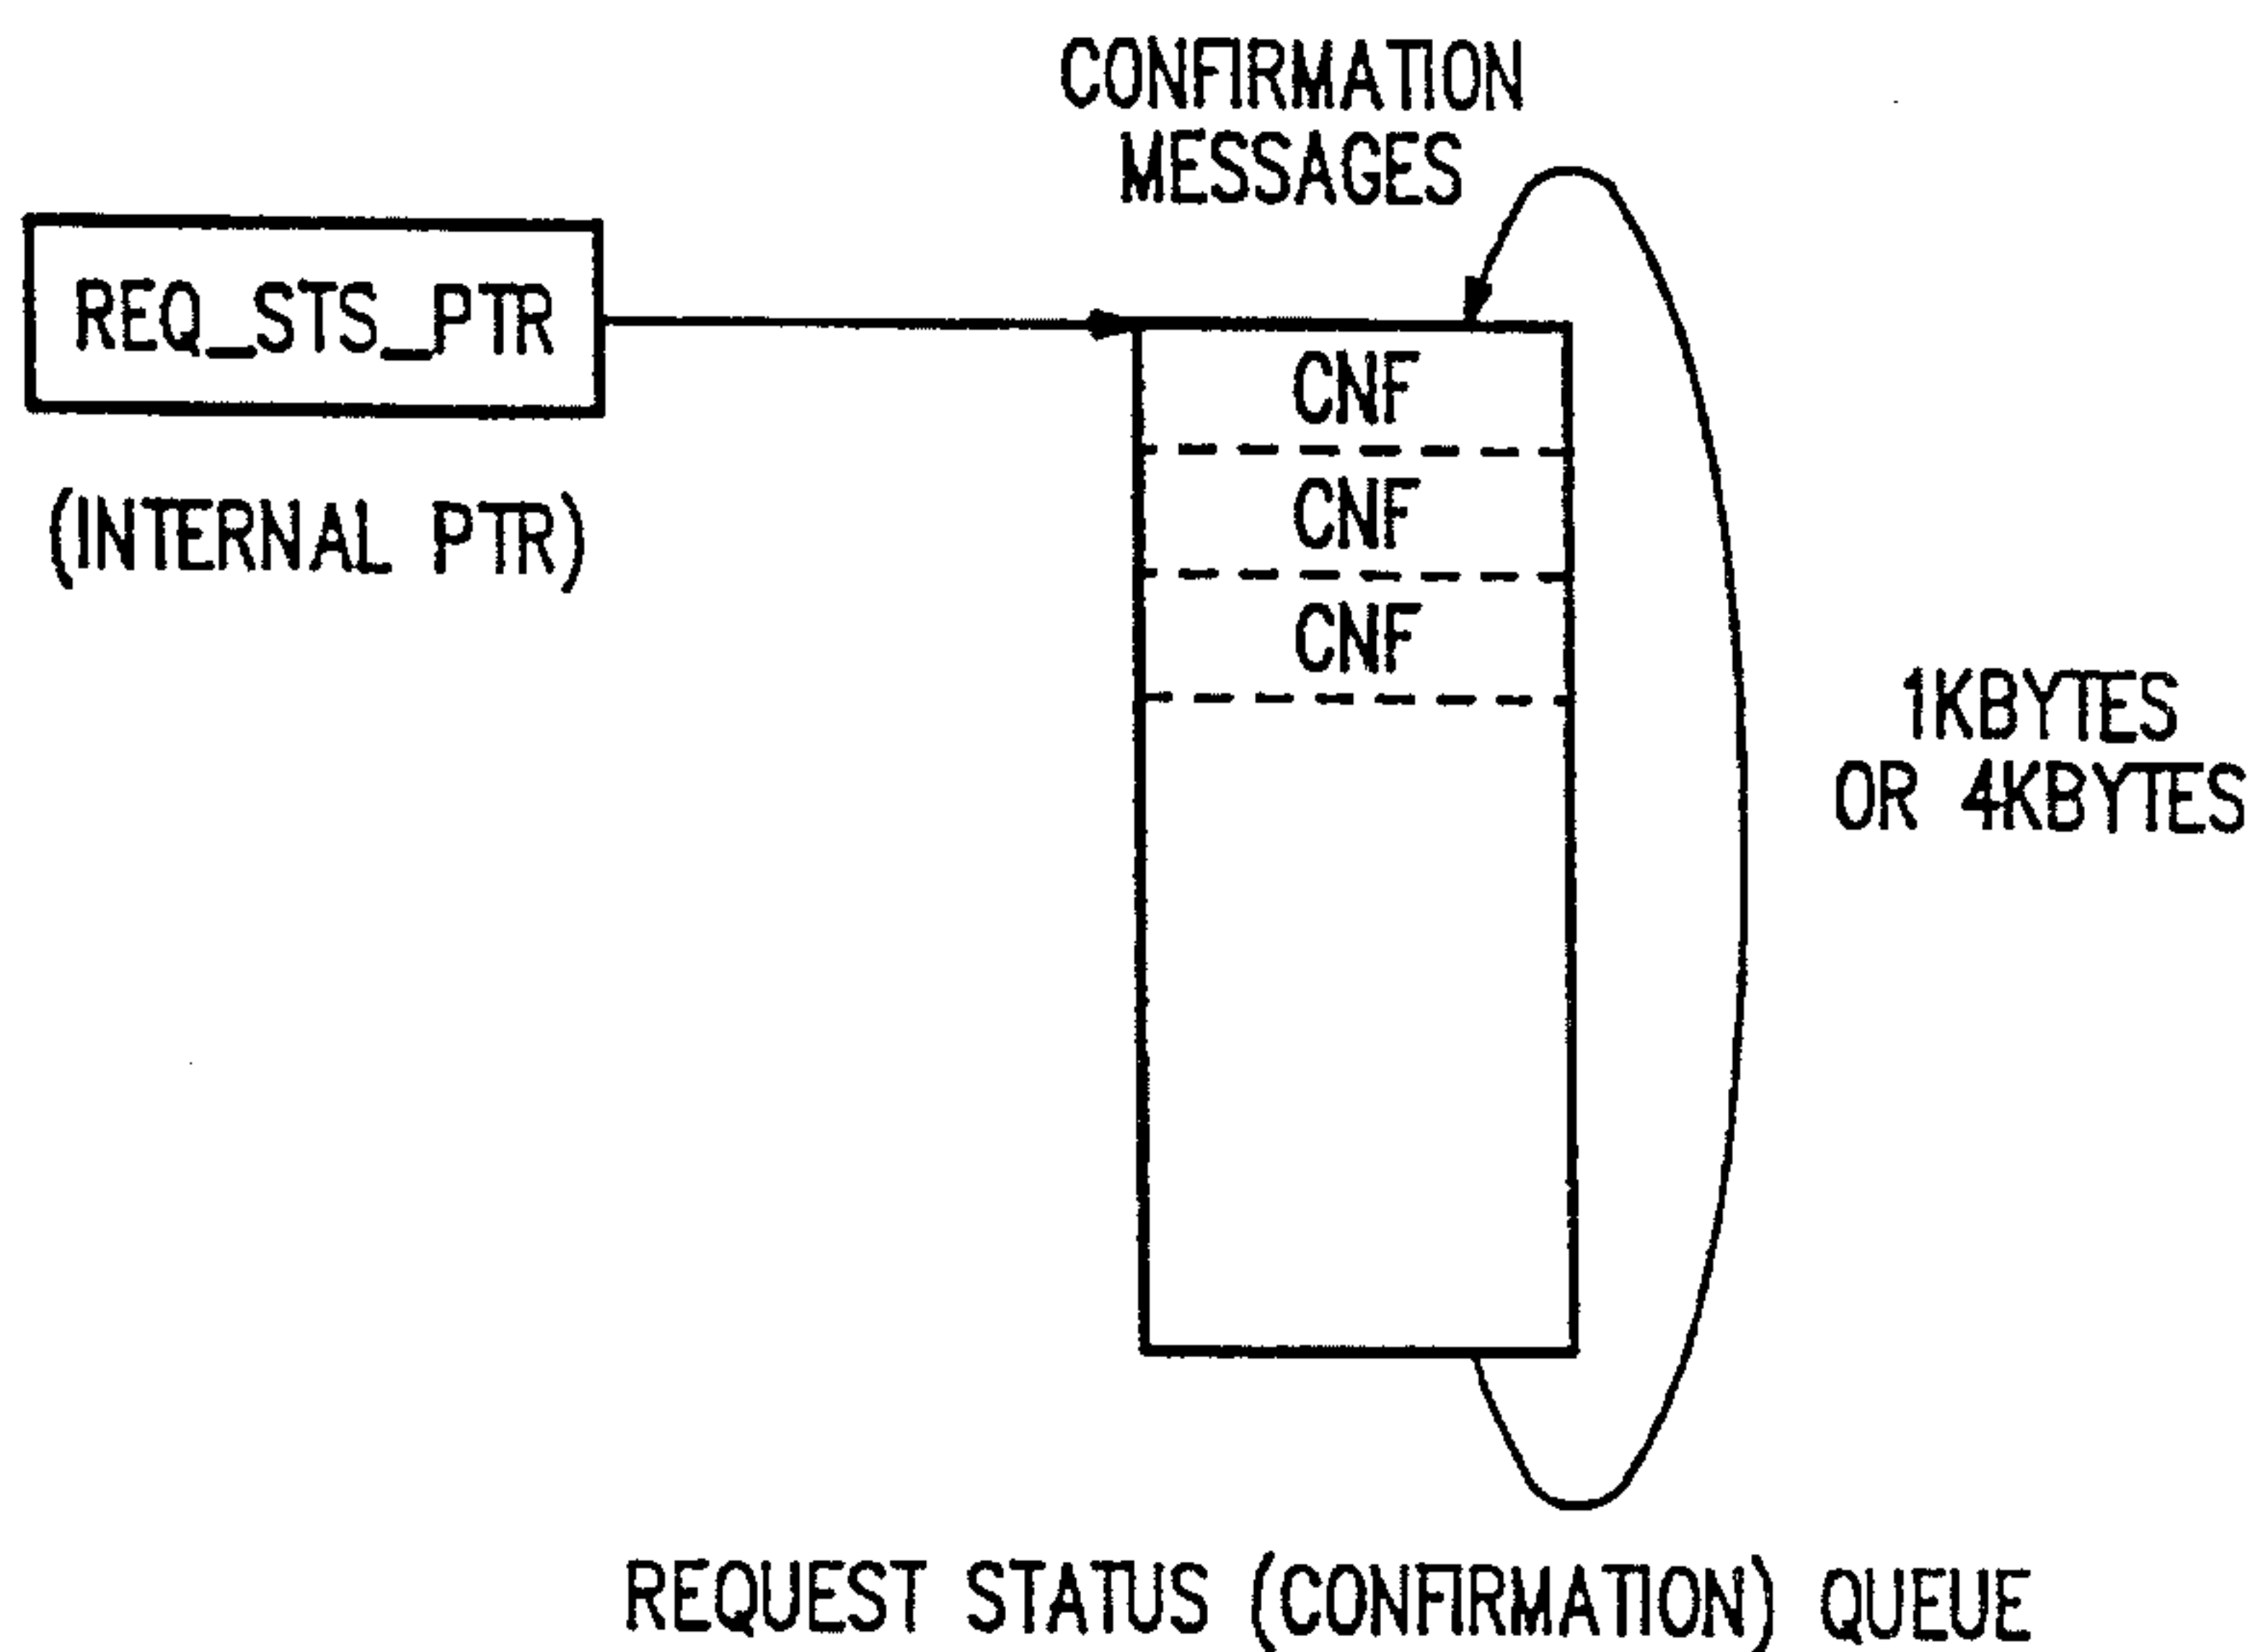 CONFIRMATION
MESSAGES
REQ_STS_PTR
(INTERNAL PTR)
CNF
CNF
CNF
1KBYTES
OR 4KBYTES
REQUEST STATUS (CONFIRMATION) QUEUE